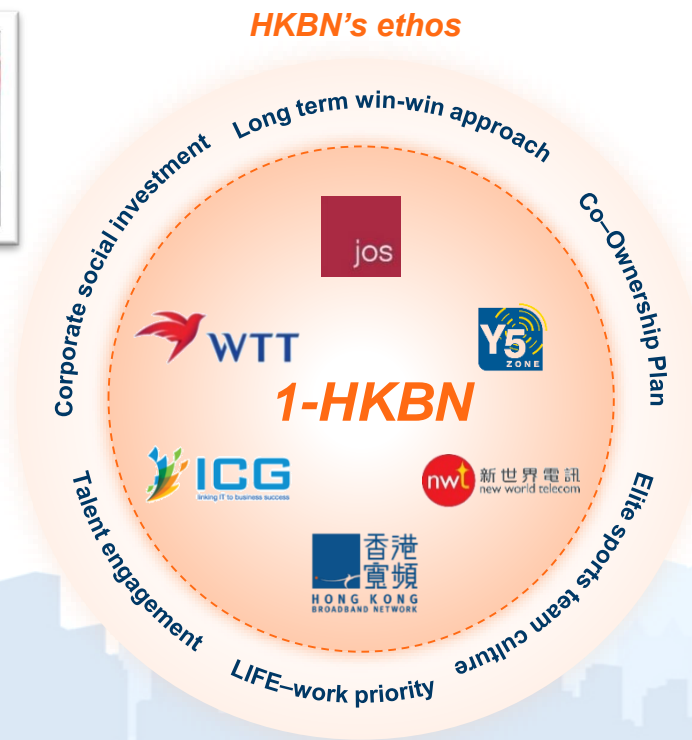 HKBN's ethos
Long term win-win approach
Co–Ownership Plan
Elite sports team culture
LIFE–work priority
Talent engagement
Corporate social investment
jos
WTT
Y5
ZONE
1-HKBN
ICG
linking IT to business success
nwt 新世界電訊
new world telecom
香港
寬頻
HONG KONG
BROADBAND NETWORK